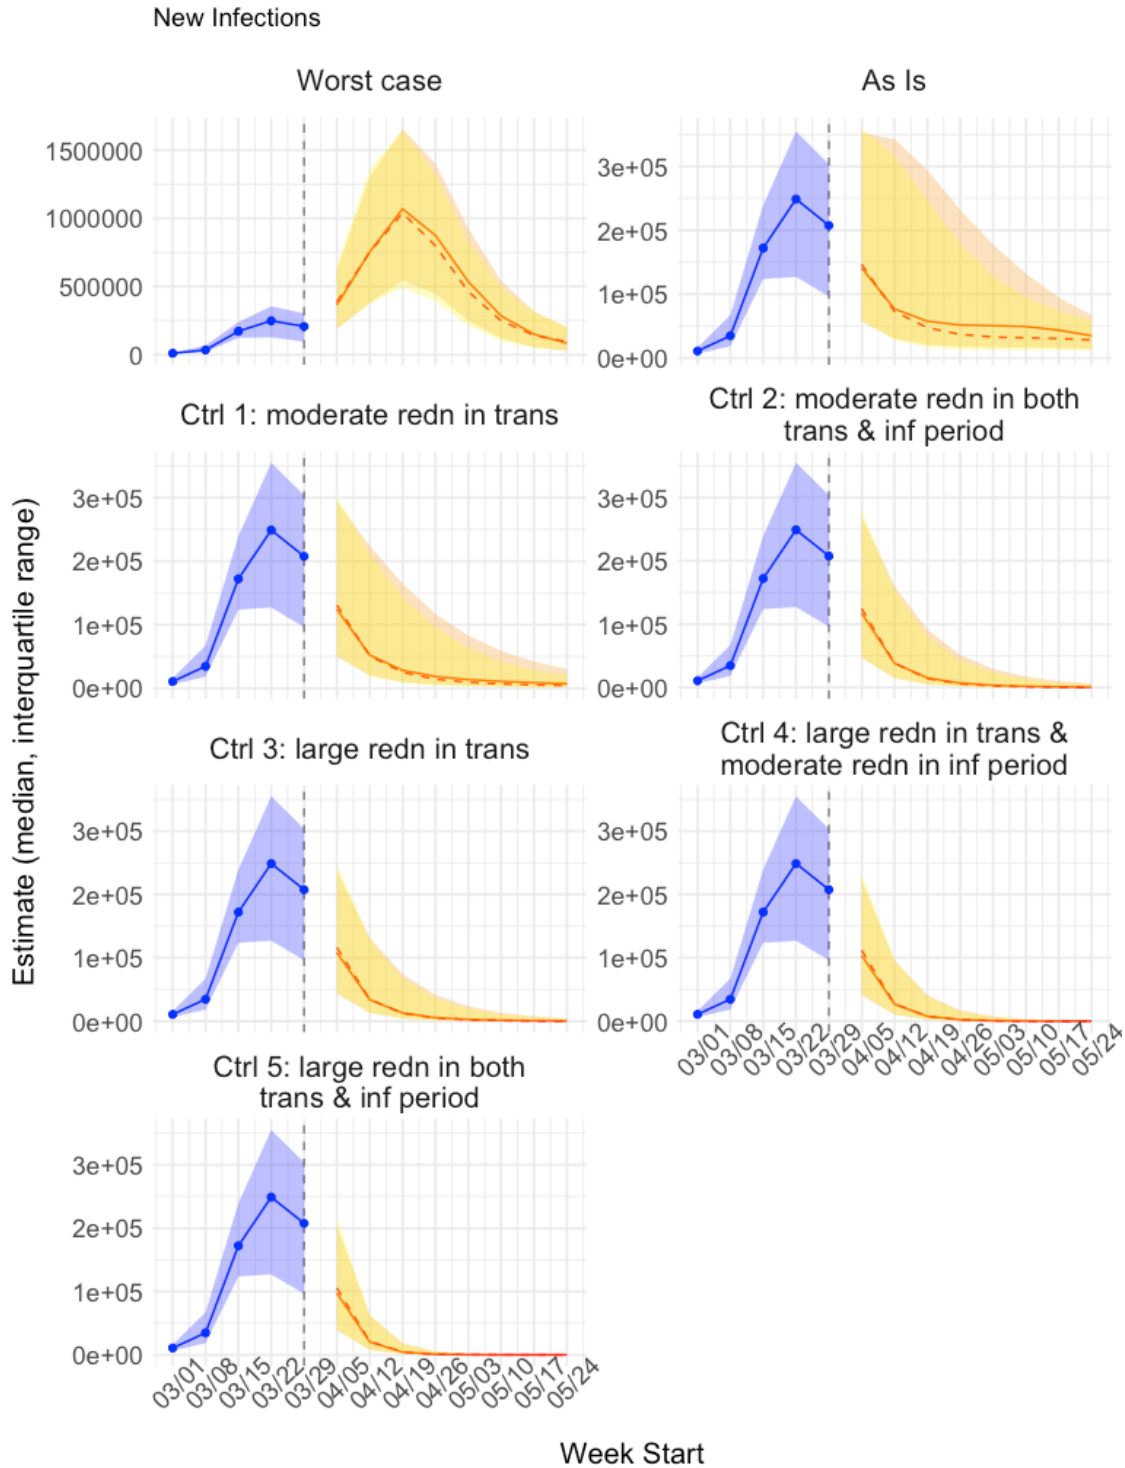 New Infections
Worst case
As Is
1500000
1000000
500000
0
3e+05
2e+05
1e+05
0e+00
Ctrl 1: moderate redn in trans
Ctrl 2: moderate redn in both
trans & inf period
3e+05
2e+05
1e+05
0e+00
3e+05
2e+05
1e+05
0e+00
Estimate (median, interquartile range)
Ctrl 3: large redn in trans
Ctrl 4: large redn in trans &
moderate redn in inf period
3e+05
2e+05
1e+05
0e+00
3e+05
2e+05
1e+05
0e+00
03/01
03/08
03/15
03/22
03/29
04/05
04/12
04/19
04/26
05/03
05/10
05/17
05/24
Ctrl 5: large redn in both
trans & inf period
3e+05
2e+05
1e+05
0e+00
03/01
03/08
03/15
03/22
03/29
04/05
04/12
04/19
04/26
05/03
05/10
05/17
05/24
Week Start